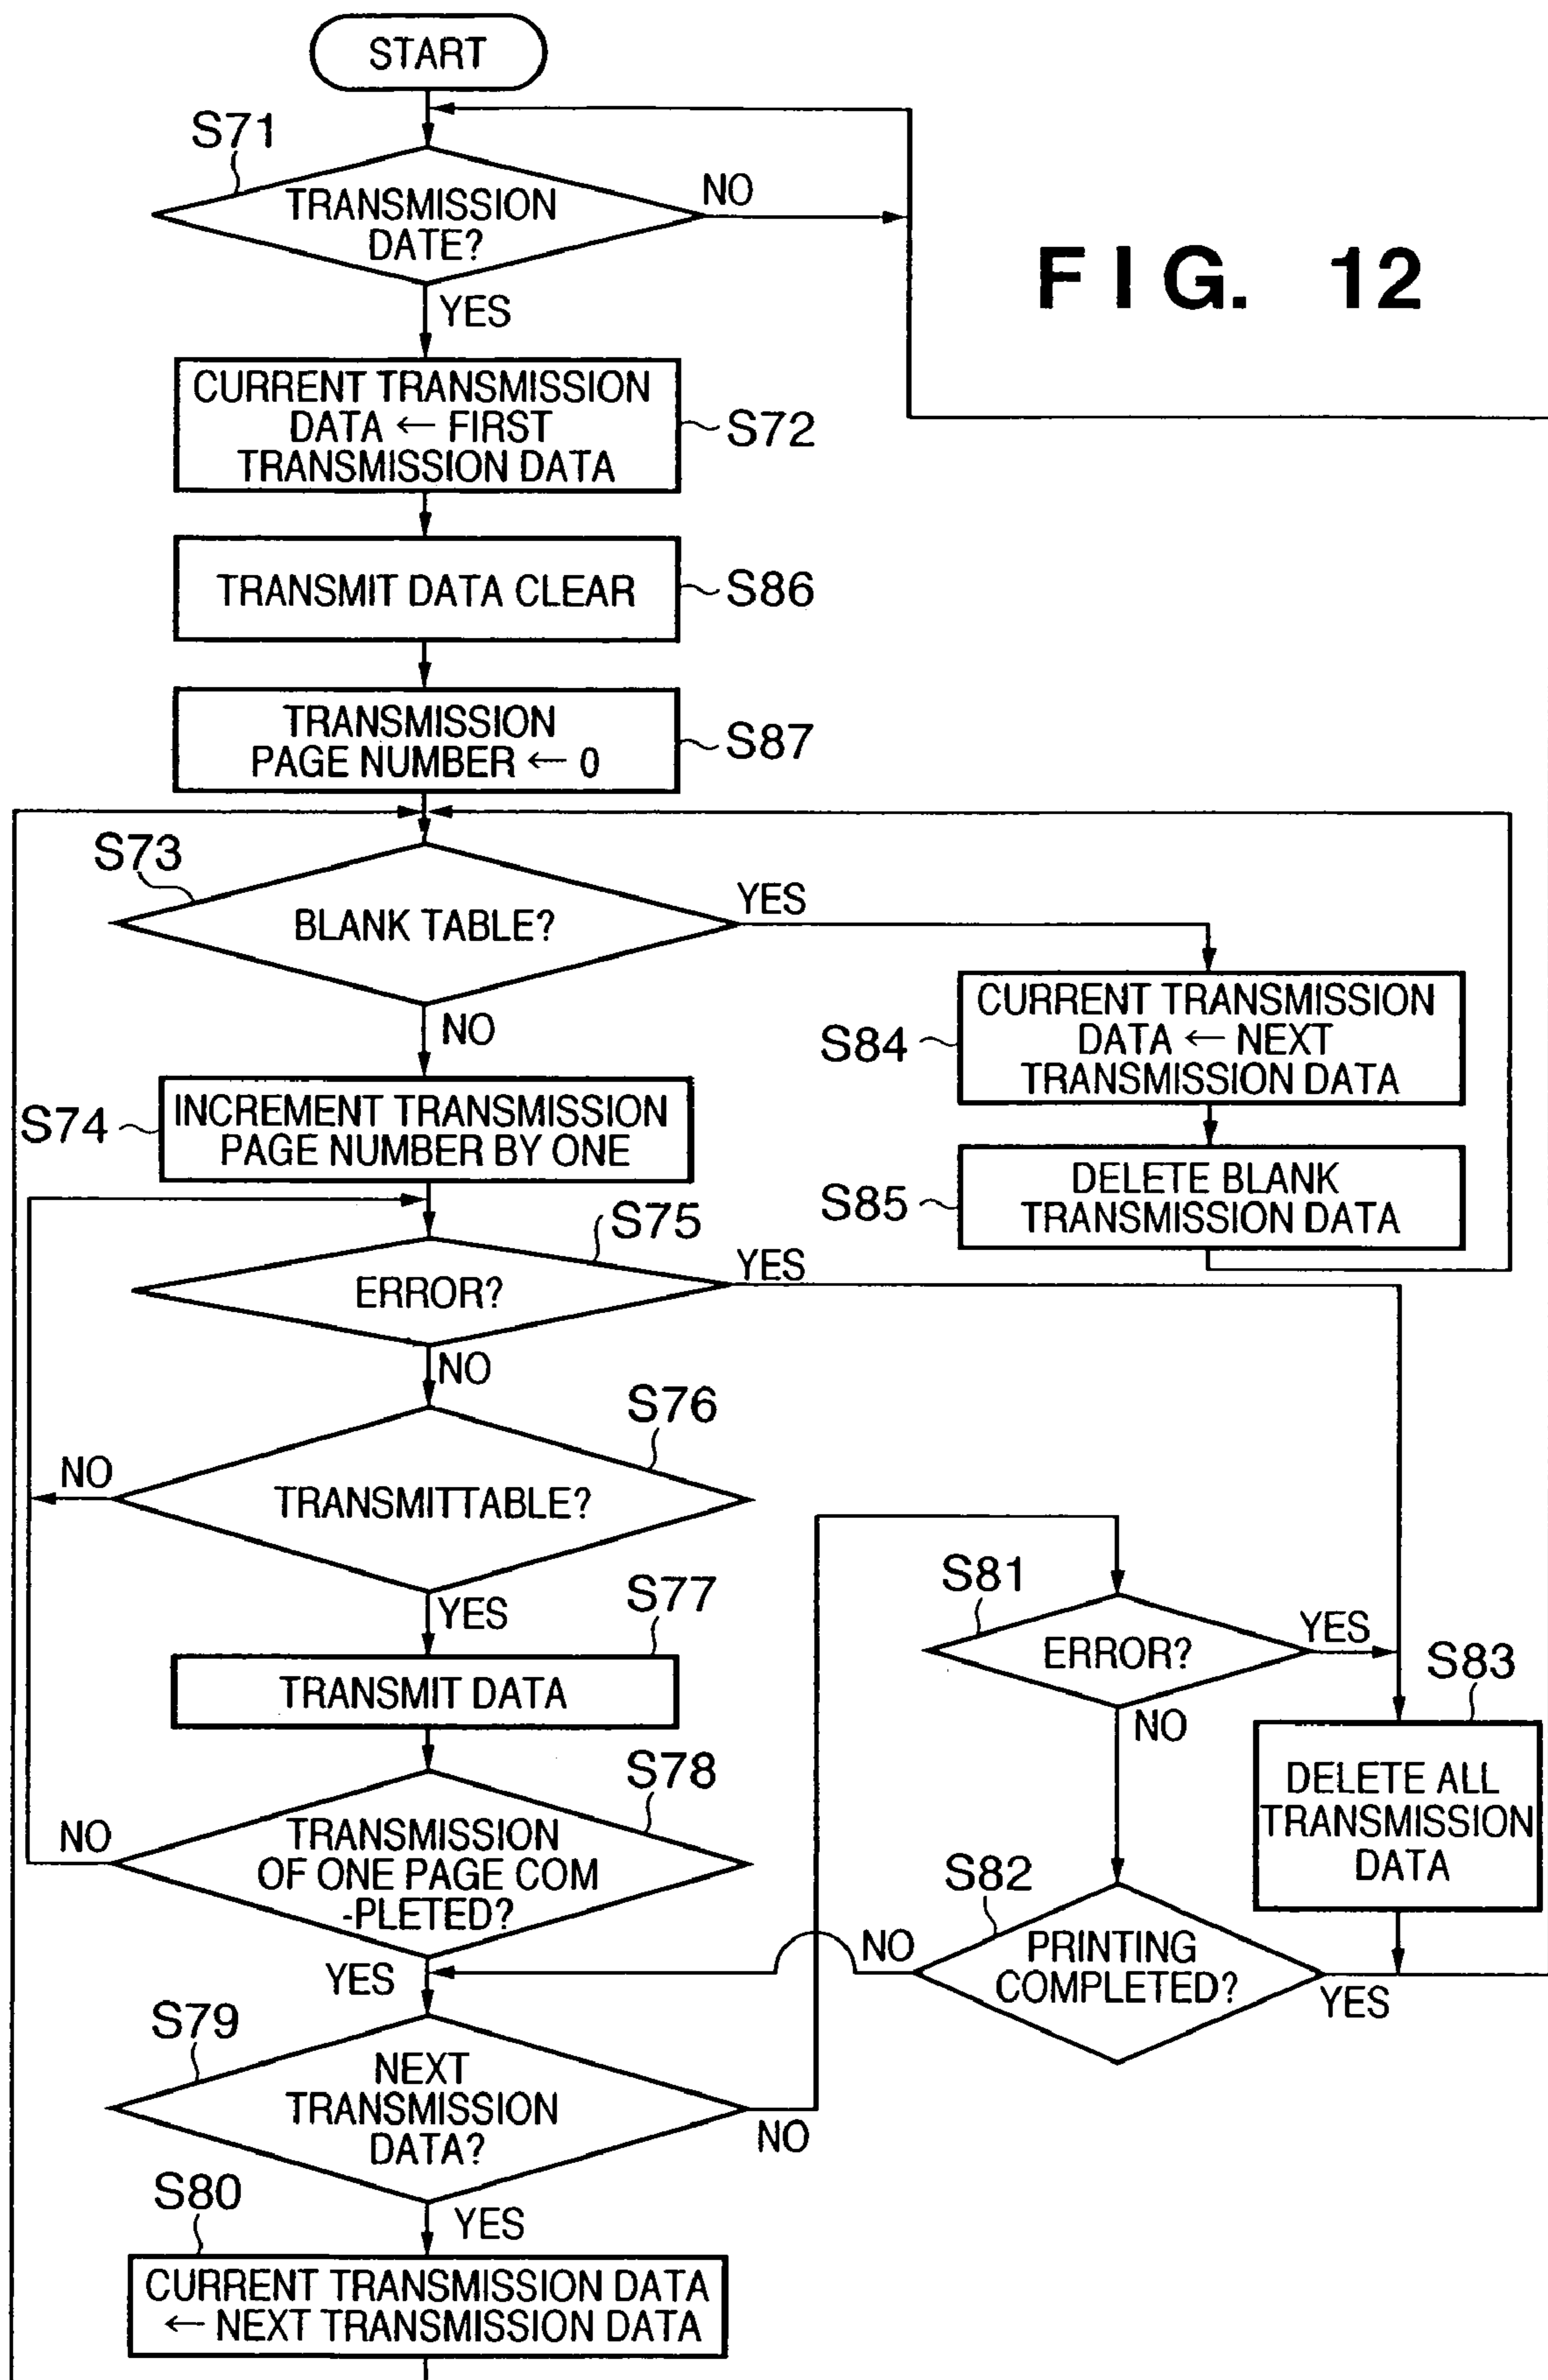 START
S71
TRANSMISSION
DATE?
NO
FIG. 12
YES
CURRENT TRANSMISSION
DATA ← FIRST
TRANSMISSION DATA
S72
TRANSMIT DATA CLEAR
S86
TRANSMISSION
PAGE NUMBER ← 0
S87
S73
BLANK TABLE?
YES
NO
CURRENT TRANSMISSION
DATA ← NEXT
TRANSMISSION DATA
S84
S74
INCREMENT TRANSMISSION
PAGE NUMBER BY ONE
DELETE BLANK
TRANSMISSION DATA
S85
S75
ERROR?
YES
NO
S76
NO
TRANSMITTABLE?
YES
S77
TRANSMIT DATA
S81
ERROR?
YES
NO
S83
DELETE ALL
TRANSMISSION
DATA
S78
NO
TRANSMISSION
OF ONE PAGE COM
-PLETED?
YES
S82
NO
PRINTING
COMPLETED?
YES
S79
NEXT
TRANSMISSION
DATA?
NO
YES
S80
CURRENT TRANSMISSION DATA
← NEXT TRANSMISSION DATA